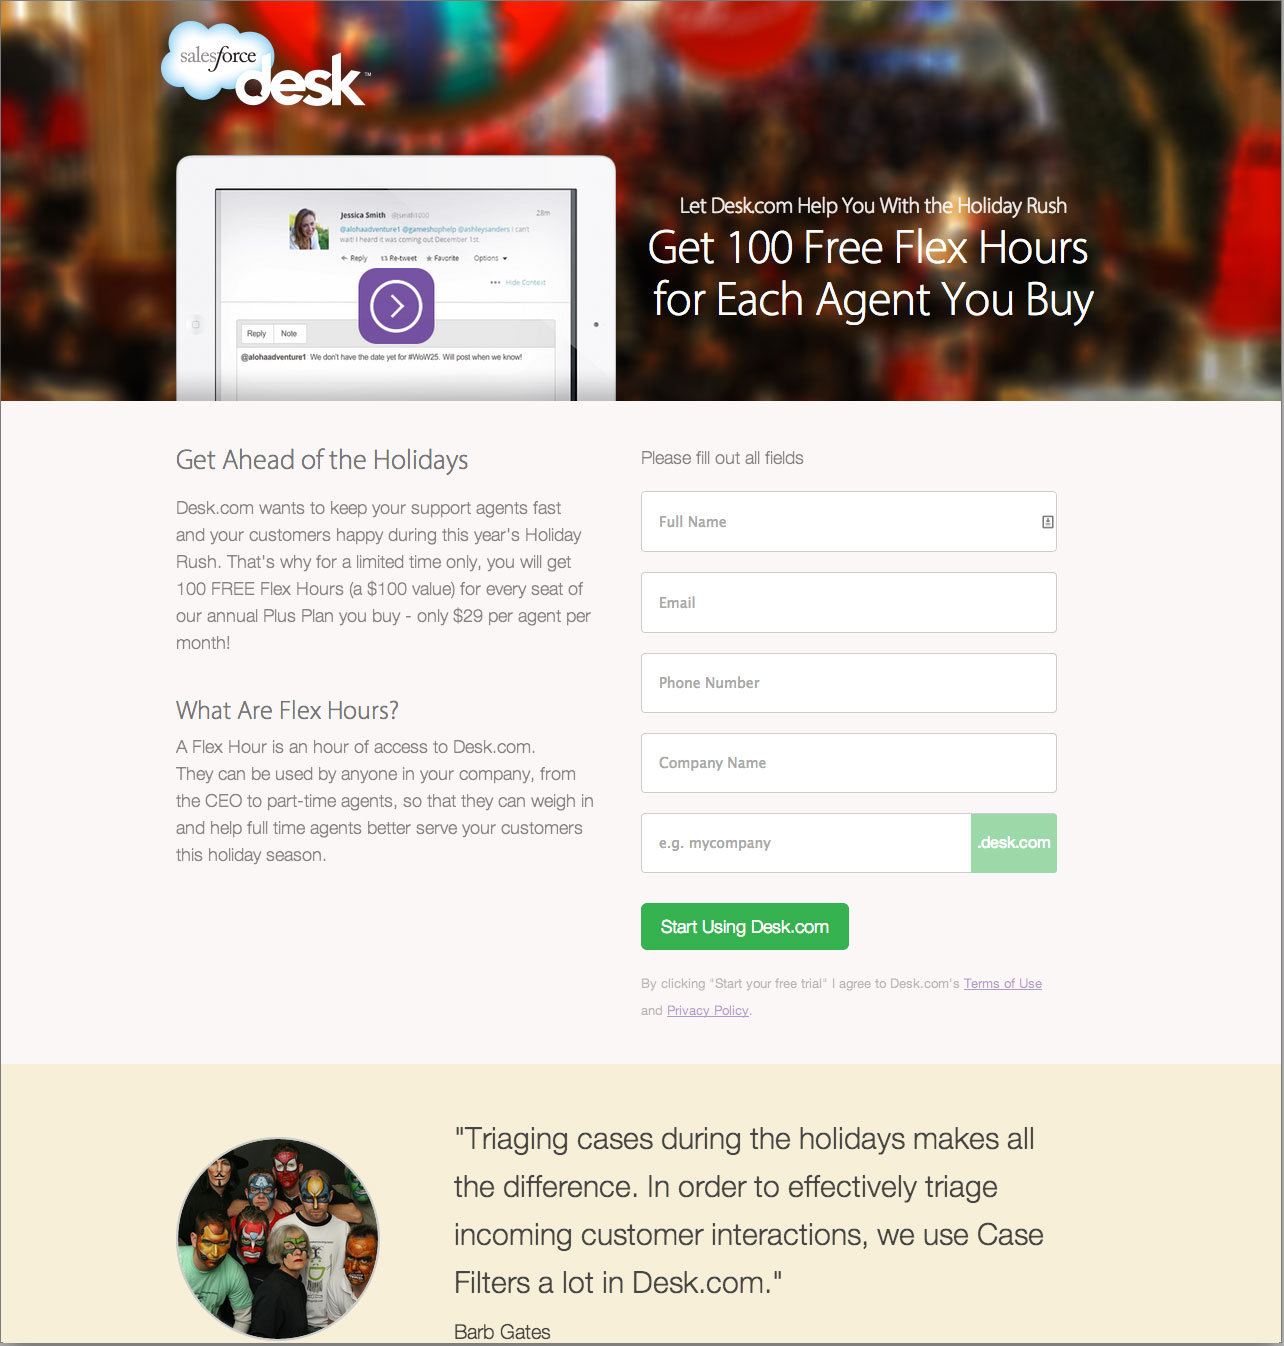 salesforce
desk™
Jessica Smith
28m
@alohaadventure1 @gameshophelp @ashleysanders I can't
wait! I heard it was coming out December 1st.
Reply Re-tweet Favorite Options
Hide Context
Reply Note
@alohaadventure1 We don't have the date yet for #WoW25. Will post when we know!
Let Desk.com Help You With the Holiday Rush
Get 100 Free Flex Hours
for Each Agent You Buy
Get Ahead of the Holidays
Desk.com wants to keep your support agents fast
and your customers happy during this year's Holiday
Rush. That's why for a limited time only, you will get
100 FREE Flex Hours (a $100 value) for every seat of
our annual Plus Plan you buy - only $29 per agent per
month!
What Are Flex Hours?
A Flex Hour is an hour of access to Desk.com.
They can be used by anyone in your company, from
the CEO to part-time agents, so that they can weigh in
and help full time agents better serve your customers
this holiday season.
Please fill out all fields
Full Name
Email
Phone Number
Company Name
e.g. mycompany
.desk.com
Start Using Desk.com
By clicking "Start your free trial" I agree to Desk.com's Terms of Use
and Privacy Policy.
"Triaging cases during the holidays makes all
the difference. In order to effectively triage
incoming customer interactions, we use Case
Filters a lot in Desk.com."
Barb Gates